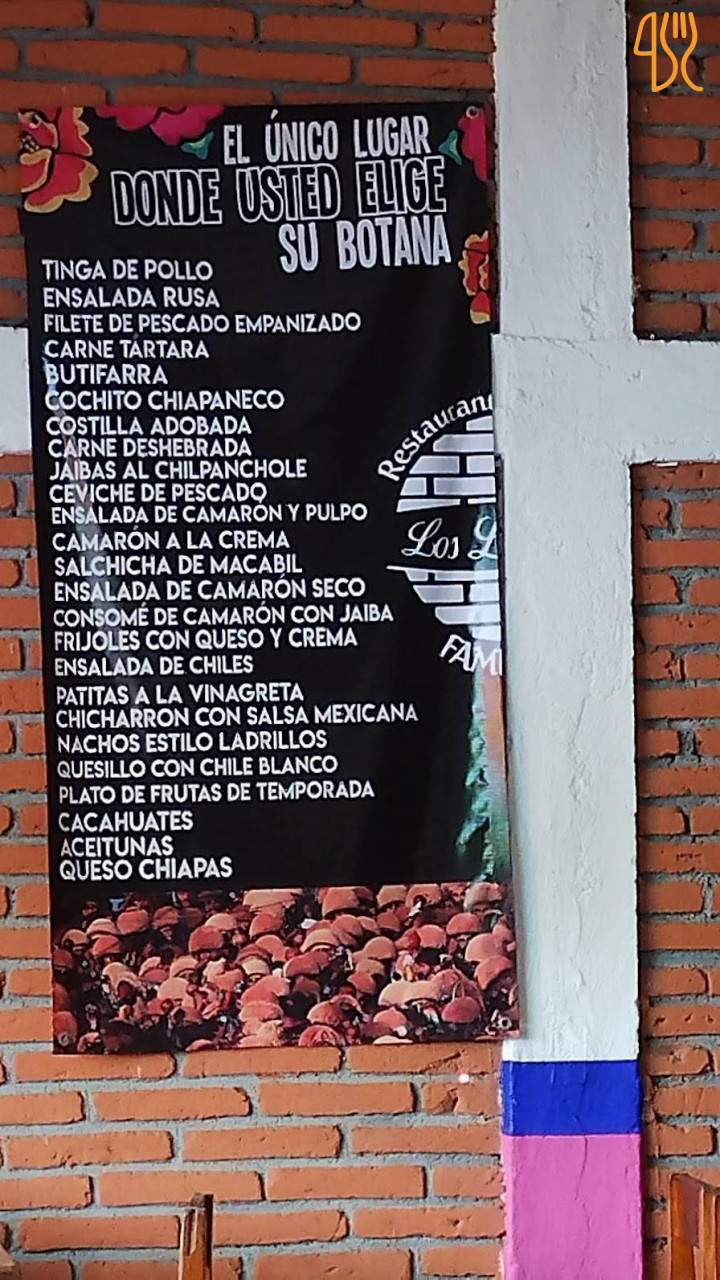 EL ÚNICO LUGAR
DONDE USTED ELIGE
SU BOTANA
TINGA DE POLLO
ENSALADA RUSA
FILETE DE PESCADO EMPANIZADO
CARNE TÁRTARA
BUTIFARRA
COCHITO CHIAPANECO
COSTILLA ADOBADA
CARNE DESHEBRADA
JAIBAS AL CHILPANCHOLE
CEVICHE DE PESCADO
ENSALADA DE CAMARÓN Y PULPO
CAMARÓN A LA CREMA
SALCHICHA DE MACABIL
ENSALADA DE CAMARÓN SECO
CONSOMÉ DE CAMARÓN CON JAIBA
FRIJOLES CON QUESO Y CREMA
ENSALADA DE CHILES
PATITAS A LA VINAGRETA
CHICHARRON CON SALSA MEXICANA
NACHOS ESTILO LADRILLOS
QUESILLO CON CHILE BLANCO
PLATO DE FRUTAS DE TEMPORADA
CACAHUATES
ACEITUNAS
QUESO CHIAPAS
Restauran
Los L
FAM